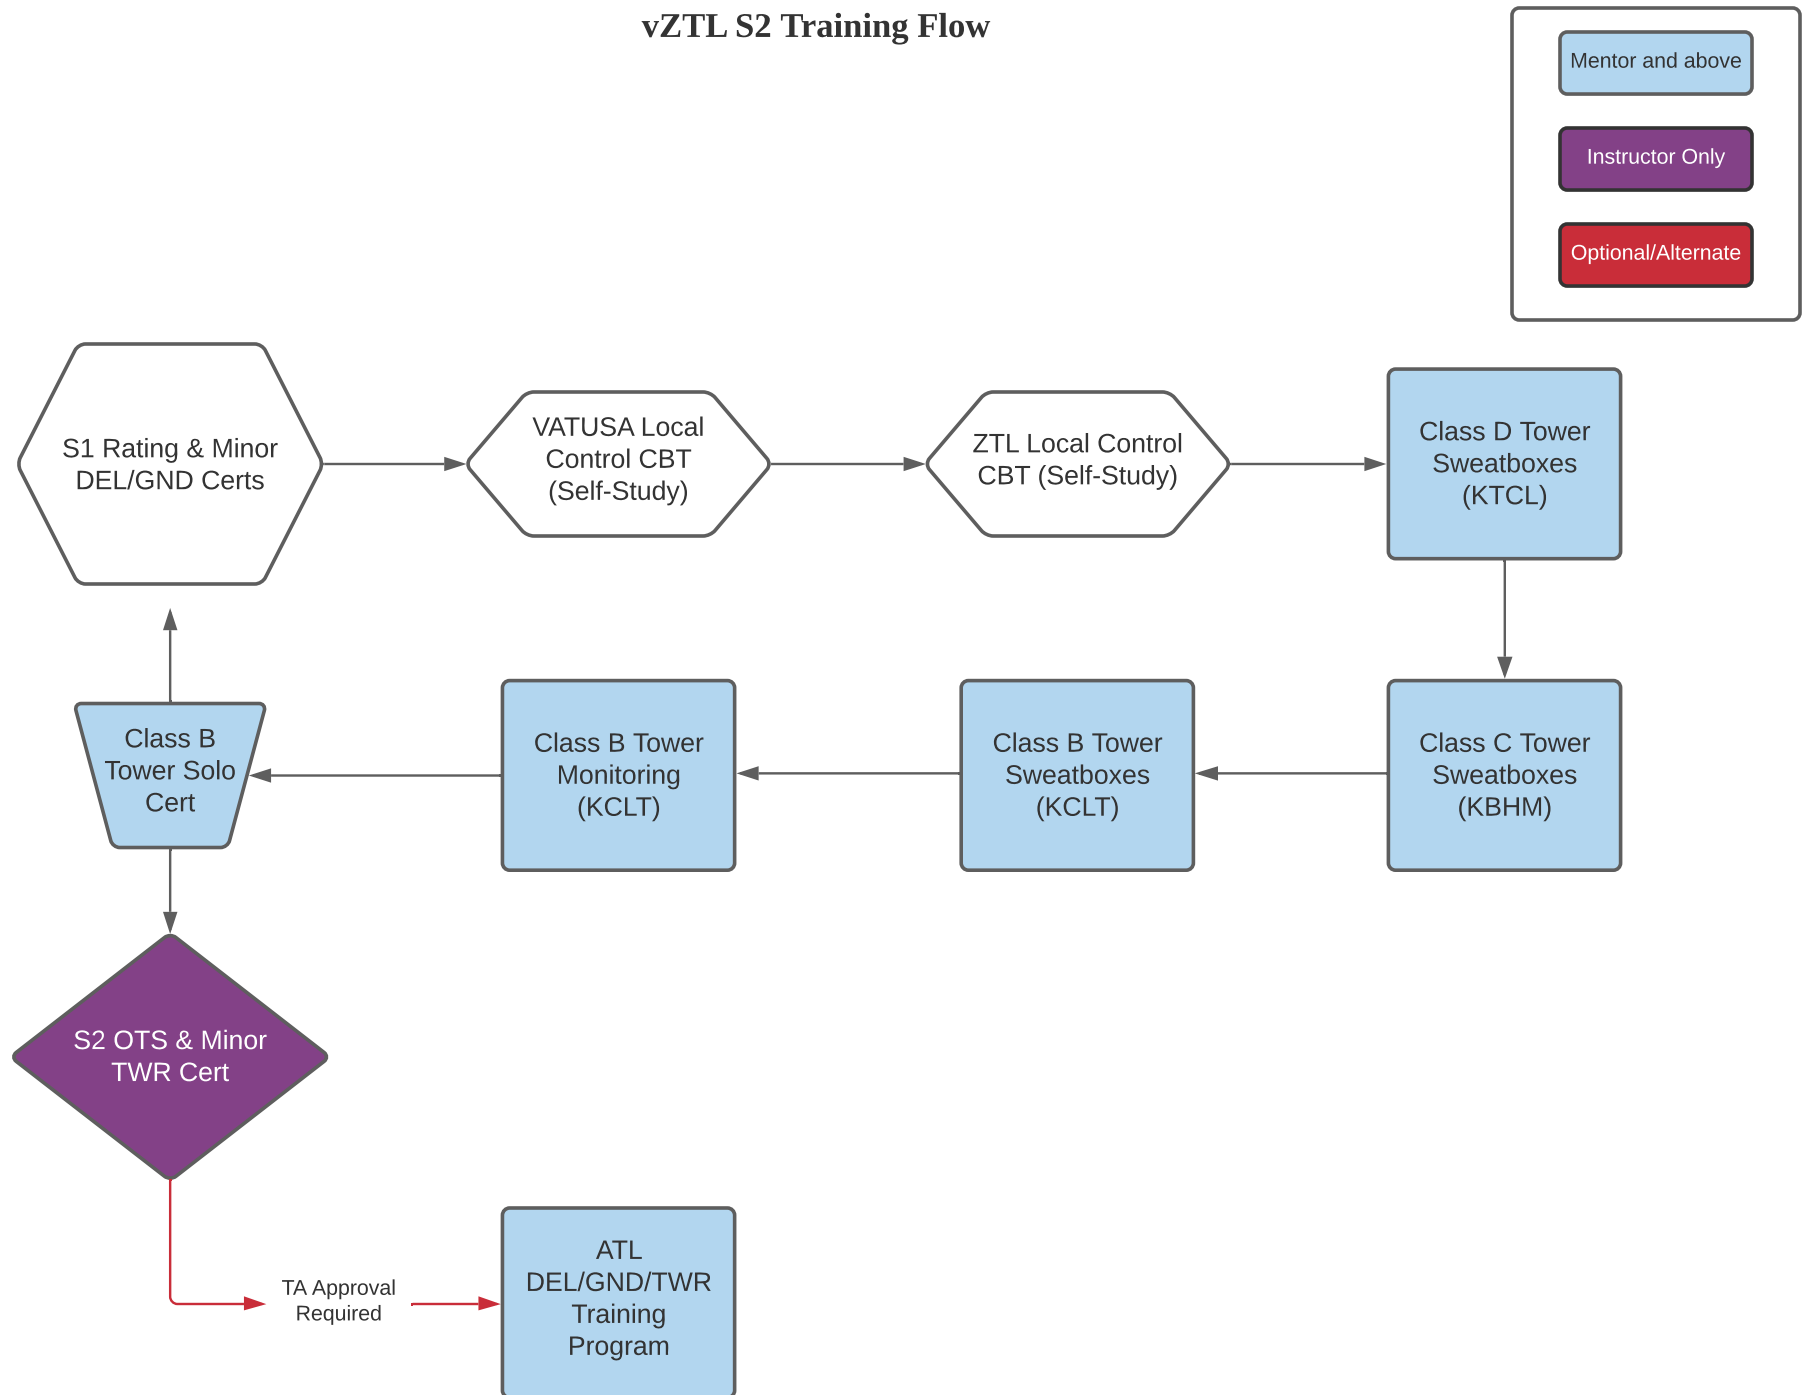 vZTL S2 Training Flow
Mentor and above
Instructor Only
Optional/Alternate
S1 Rating & Minor
DEL/GND Certs
VATUSA Local
Control CBT
(Self-Study)
ZTL Local Control
CBT (Self-Study)
Class D Tower
Sweatboxes
(KTCL)
Class C Tower
Sweatboxes
(KBHM)
Class B Tower
Sweatboxes
(KCLT)
Class B Tower
Monitoring
(KCLT)
Class B
Tower Solo
Cert
S2 OTS & Minor
TWR Cert
TA Approval
Required
ATL
DEL/GND/TWR
Training
Program